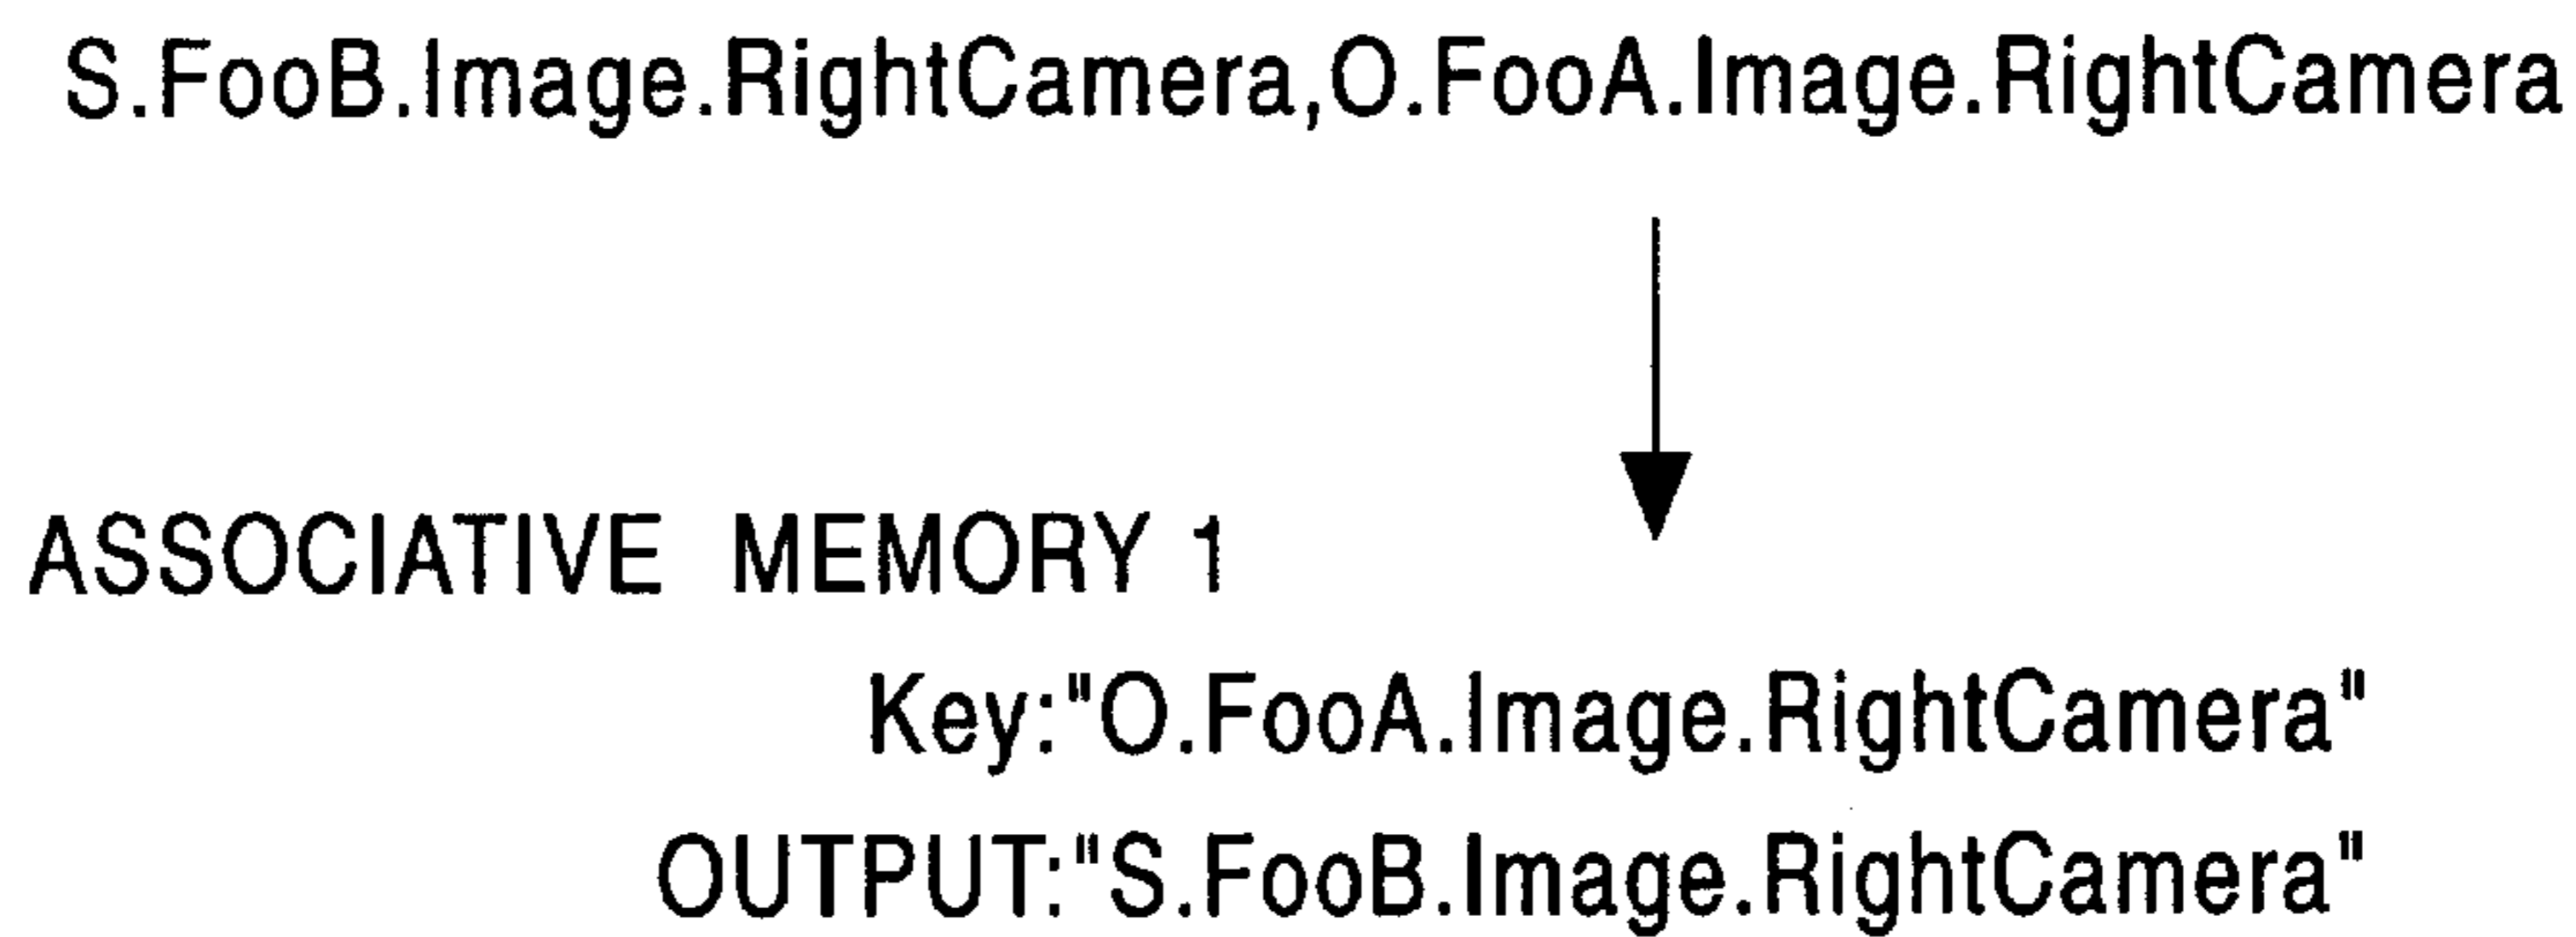 S.FooB.Image.RightCamera,O.FooA.Image.RightCamera
ASSOCIATIVE MEMORY 1
Key:"O.FooA.Image.RightCamera"
OUTPUT:"S.FooB.Image.RightCamera"